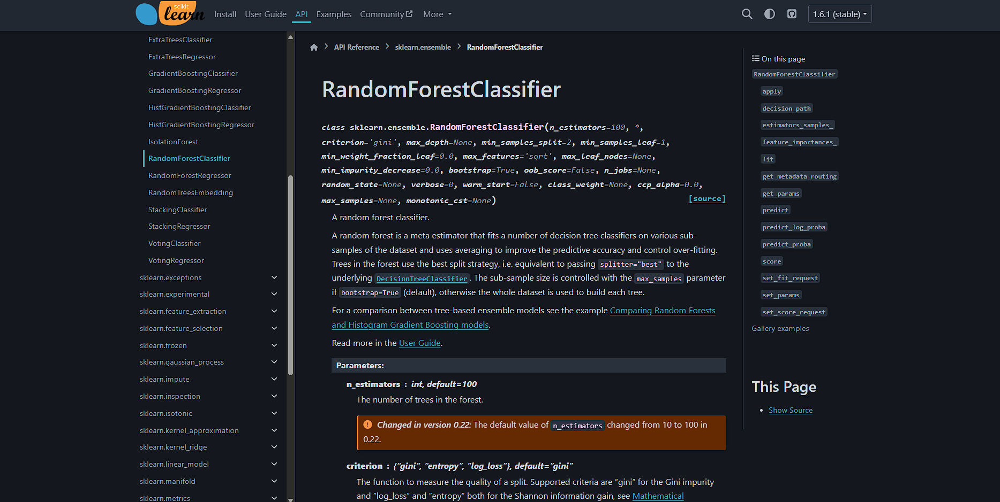 scikit
learn
Install User Guide API Examples Community More
1.6.1 (stable)
ExtraTreesClassifier
ExtraTreesRegressor
GradientBoostingClassifier
GradientBoostingRegressor
HistGradientBoostingClassifier
HistGradientBoostingRegressor
IsolationForest
RandomForestClassifier
RandomForestRegressor
RandomTreesEmbedding
StackingClassifier
StackingRegressor
VotingClassifier
VotingRegressor
sklearn.exceptions
sklearn.experimental
sklearn.feature_extraction
sklearn.feature_selection
sklearn.frozen
sklearn.gaussian_process
sklearn.impute
sklearn.inspection
sklearn.isotonic
sklearn.kernel_approximation
sklearn.kernel_ridge
sklearn.linear_model
sklearn.manifold
sklearn.metrics
API Reference > sklearn.ensemble > RandomForestClassifier
RandomForestClassifier
class sklearn.ensemble.RandomForestClassifier(n_estimators=100, *,
criterion='gini', max_depth=None, min_samples_split=2, min_samples_leaf=1,
min_weight_fraction_leaf=0.0, max_features='sqrt', max_leaf_nodes=None,
min_impurity_decrease=0.0, bootstrap=True, oob_score=False, n_jobs=None,
random_state=None, verbose=0, warm_start=False, class_weight=None, ccp_alpha=0.0,
max_samples=None, monotonic_cst=None) [source]
A random forest classifier.
A random forest is a meta estimator that fits a number of decision tree classifiers on various sub-
samples of the dataset and uses averaging to improve the predictive accuracy and control over-fitting.
Trees in the forest use the best split strategy, i.e. equivalent to passing splitter="best" to the
underlying DecisionTreeClassifier. The sub-sample size is controlled with the max_samples parameter
if bootstrap=True (default), otherwise the whole dataset is used to build each tree.
For a comparison between tree-based ensemble models see the example Comparing Random Forests
and Histogram Gradient Boosting models.
Read more in the User Guide.
Parameters:
n_estimators : int, default=100
The number of trees in the forest.
Changed in version 0.22: The default value of n_estimators changed from 10 to 100 in
0.22.
criterion : {“gini”, “entropy”, “log_loss”}, default=”gini”
The function to measure the quality of a split. Supported criteria are “gini” for the Gini impurity
and “log_loss” and “entropy” both for the Shannon information gain, see Mathematical
On this page
RandomForestClassifier
apply
decision_path
estimators_samples_
feature_importances_
fit
get_metadata_routing
get_params
predict
predict_log_proba
predict_proba
score
set_fit_request
set_params
set_score_request
Gallery examples
This Page
• Show Source